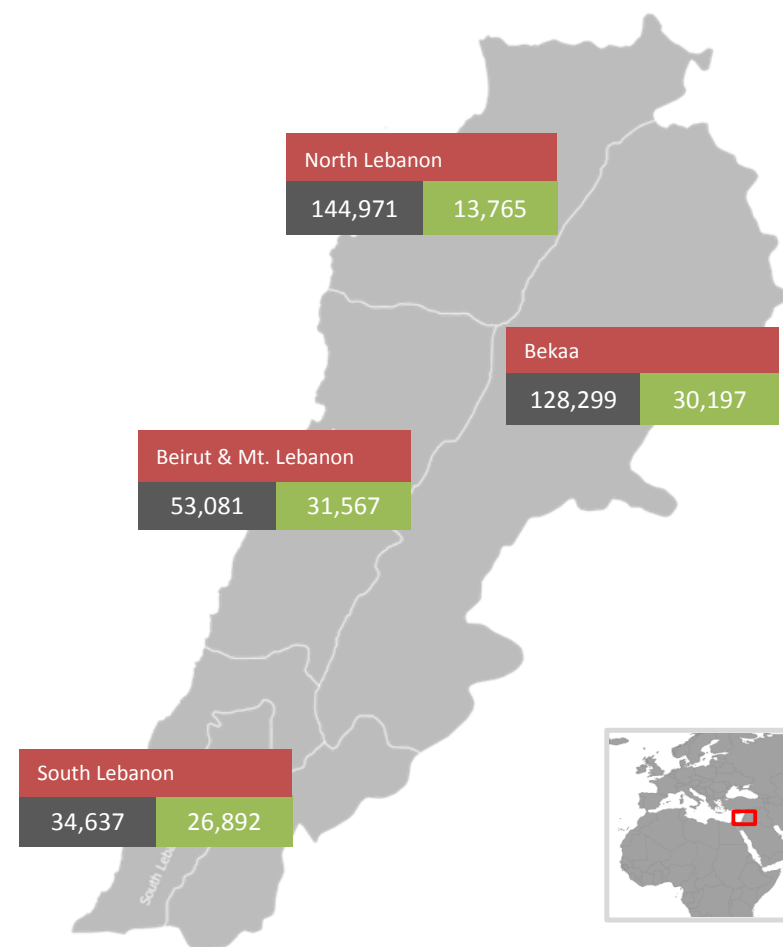 North Lebanon
144,971 13,765
Bekaa
128,299 30,197
Beirut & Mt. Lebanon
53,081 31,567
South Lebanon
34,637 26,892
South